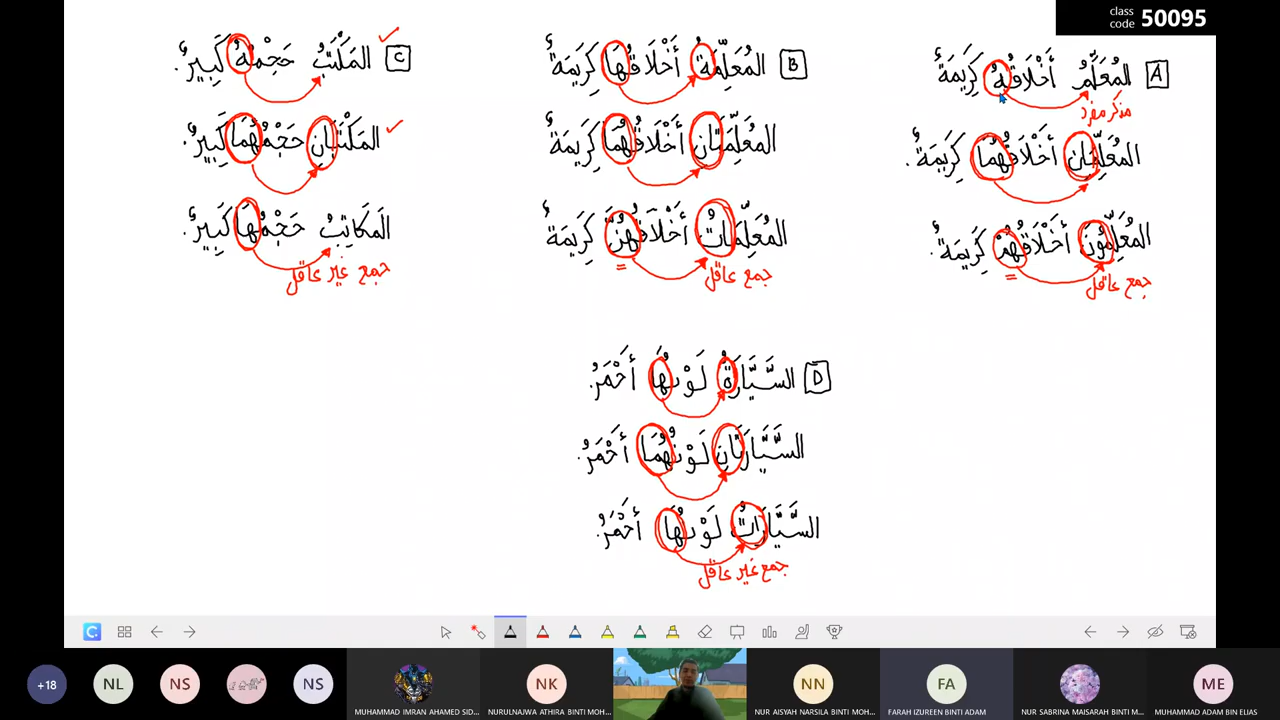 class code 50095
A المُعَلِّمُ أَخْلَاقُهُ كَرِيمَةٌ
مذكر مفرد
المُعَلِّمَانِ أَخْلَاقُهُمَا كَرِيمَةٌ.
المُعَلِّمُوْنَ أَخْلَاقُهُمْ كَرِيمَةٌ.
جمع عاقل
B المُعَلِّمَةُ أَخْلَاقُهَا كَرِيمَةٌ
المُعَلِّمَتَانِ أَخْلَاقُهُمَا كَرِيمَةٌ
المُعَلِّمَاتُ أَخْلَاقُهُنَّ كَرِيمَةٌ
جمع عاقل
C المَكْتَبُ حَجْمُهُ كَبِيرٌ.
المَكْتَبَانِ حَجْمُهُمَا كَبِيرٌ.
المَكَاتِبُ حَجْمُهَا كَبِيرٌ.
جمع غير عاقل
D السَّيَّارَةُ لَوْنُهَا أَحْمَرُ
السَّيَّارَتَانِ لَوْنُهُمَا أَحْمَرُ.
السَّيَّارَاتُ لَوْنُهَا أَحْمَرُ.
جمع غير عاقل
+18
NL
NS
NS
MUHAMMAD IMRAN AHAMED SID...
NK
NURULNAJWA ATHIRA BINTI MOH...
NN
NUR AISYAH NARSILA BINTI MOH...
FA
FARAH IZUREEN BINTI ADAM
NUR SABRINA MAISARAH BINTI M...
ME
MUHAMMAD ADAM BIN ELIAS